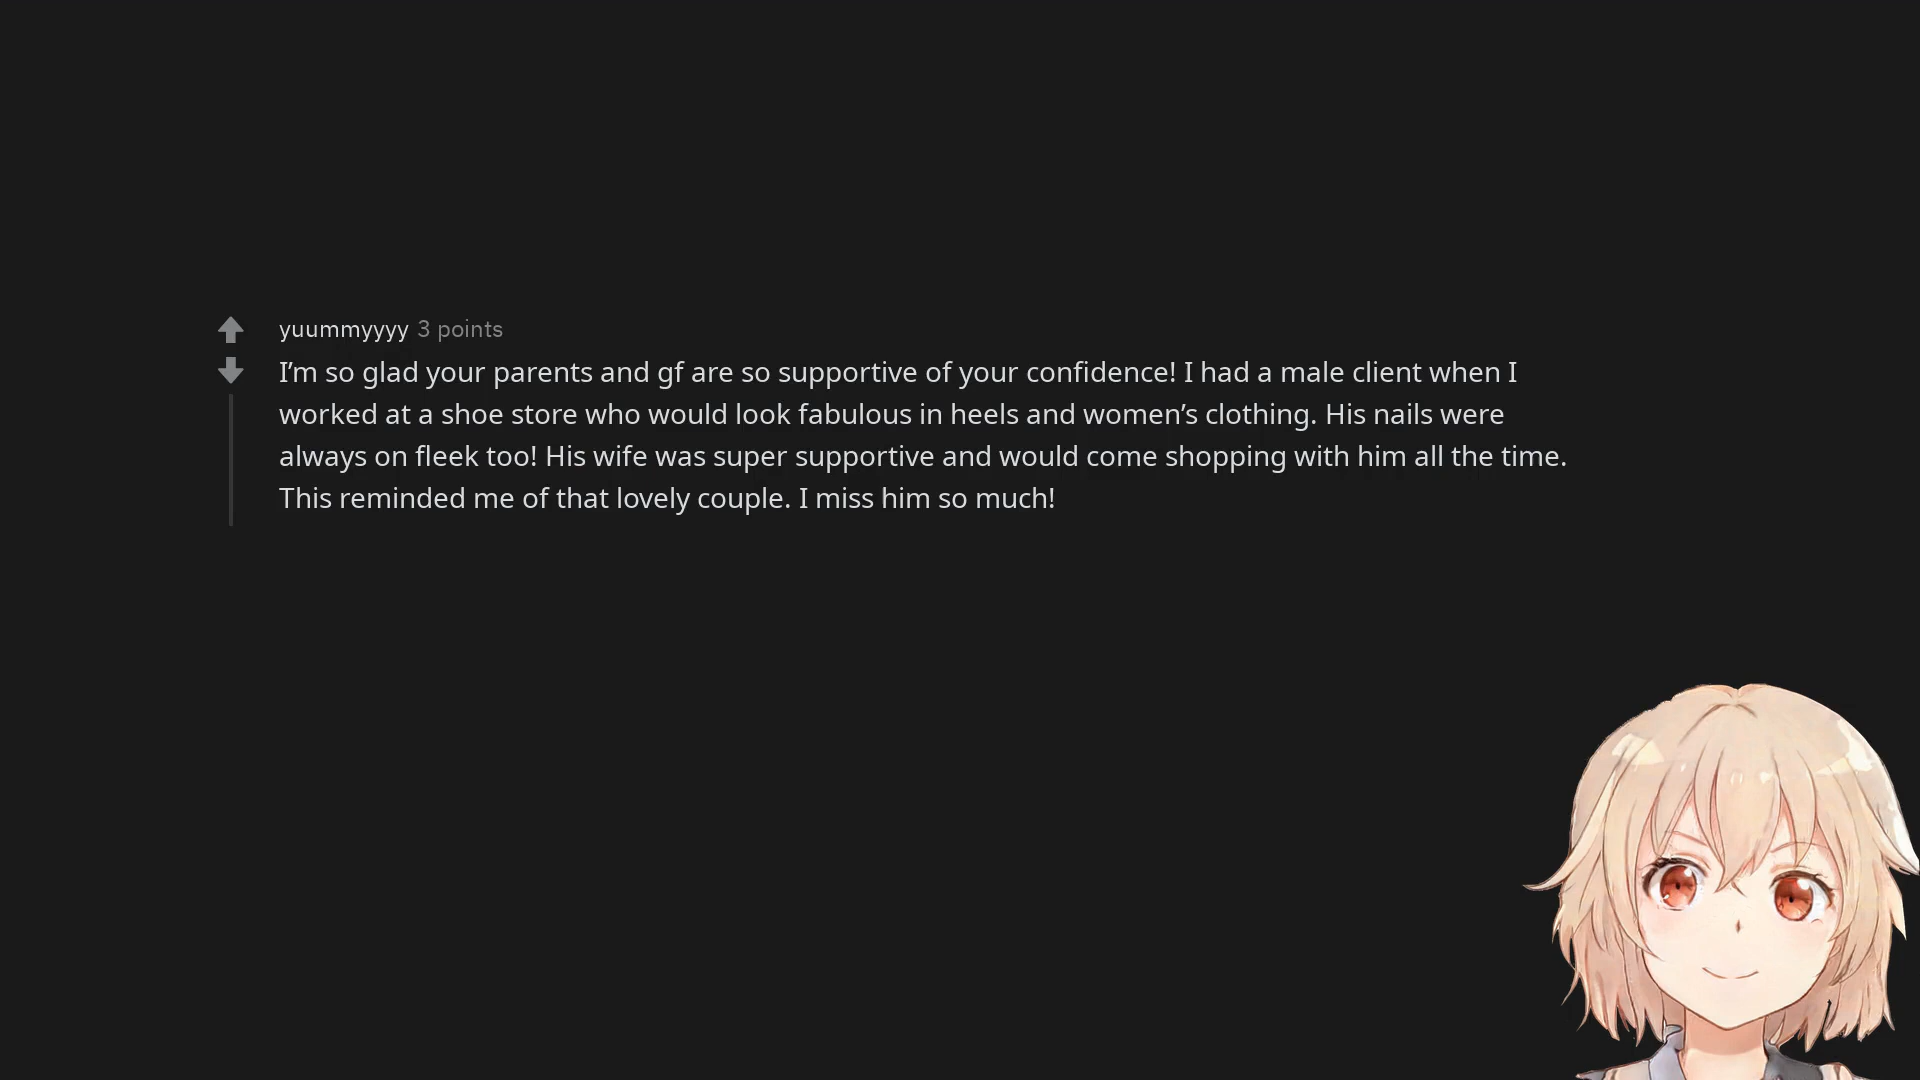 yuummyyyy 3 points
I’m so glad your parents and gf are so supportive of your confidence! I had a male client when I
worked at a shoe store who would look fabulous in heels and women’s clothing. His nails were
always on fleek too! His wife was super supportive and would come shopping with him all the time.
This reminded me of that lovely couple. I miss him so much!